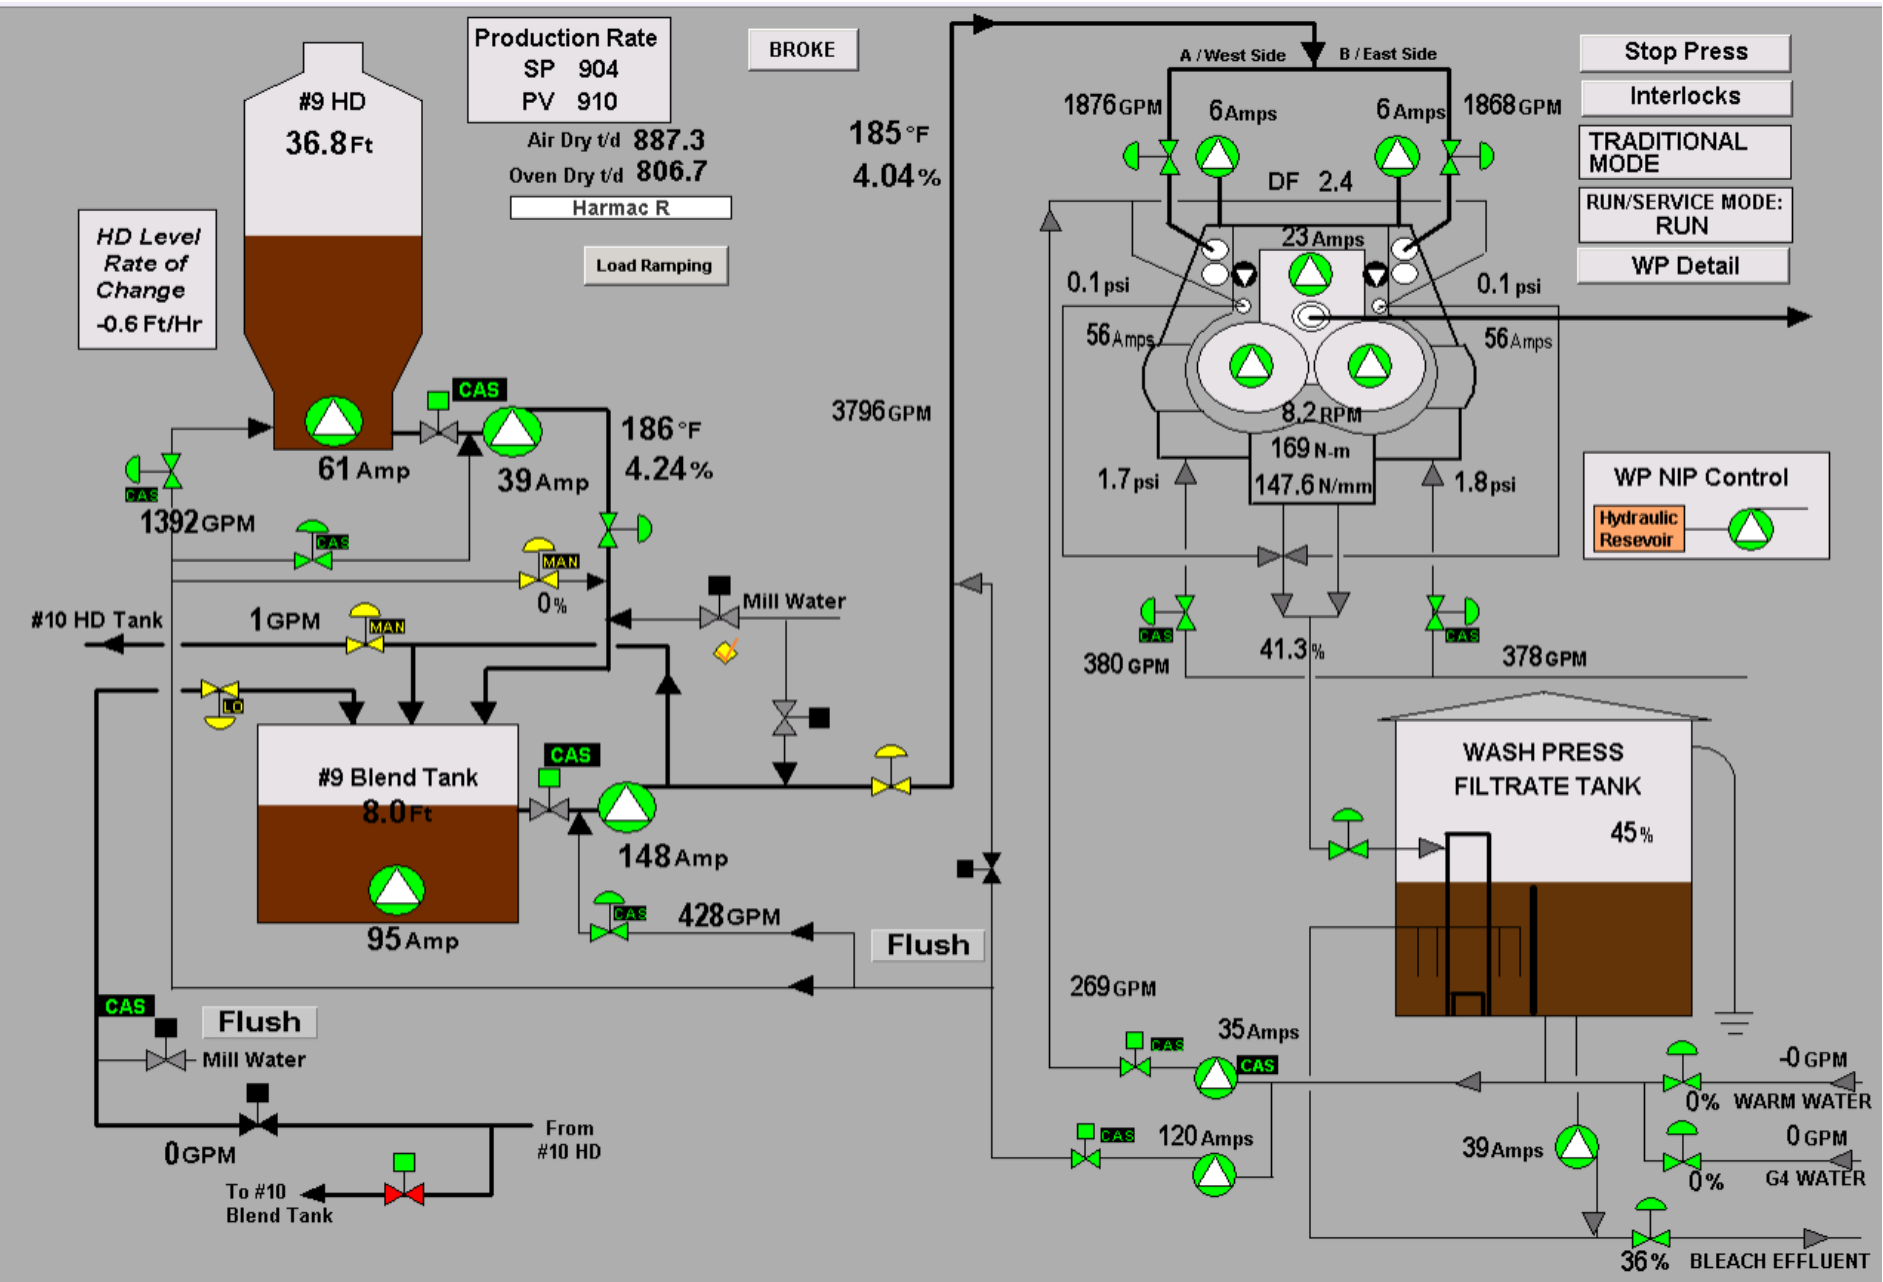 Production Rate
SP 904
PV 910
BROKE
A / West Side
B / East Side
Stop Press
#9 HD
36.8 Ft
1876 GPM
6 Amps
6 Amps
1868 GPM
Interlocks
Air Dry t/d 887.3
Oven Dry t/d 806.7
Harmac R
185 °F
4.04 %
DF 2.4
TRADITIONAL
MODE
RUN/SERVICE MODE:
RUN
WP Detail
HD Level
Rate of
Change
-0.6 Ft/Hr
Load Ramping
23 Amps
0.1 psi
0.1 psi
56 Amps
56 Amps
CAS
3796 GPM
8.2 RPM
169 N-m
147.6 N/mm
186 °F
4.24 %
61 Amp
39 Amp
CAS
1392 GPM
1.7 psi
1.8 psi
WP NIP Control
Hydraulic
Resevoir
CAS
MAN
0%
Mill Water
#10 HD Tank
1 GPM
MAN
CAS
CAS
380 GPM
41.3 %
378 GPM
LO
#9 Blend Tank
8.0 Ft
CAS
WASH PRESS
FILTRATE TANK
45 %
148 Amp
95 Amp
CAS
428 GPM
Flush
269 GPM
CAS
Flush
Mill Water
35 Amps
CAS
CAS
-0 GPM
0% WARM WATER
From
#10 HD
0 GPM
CAS
120 Amps
39 Amps
0 GPM
0%
G4 WATER
To #10
Blend Tank
36 %
BLEACH EFFLUENT